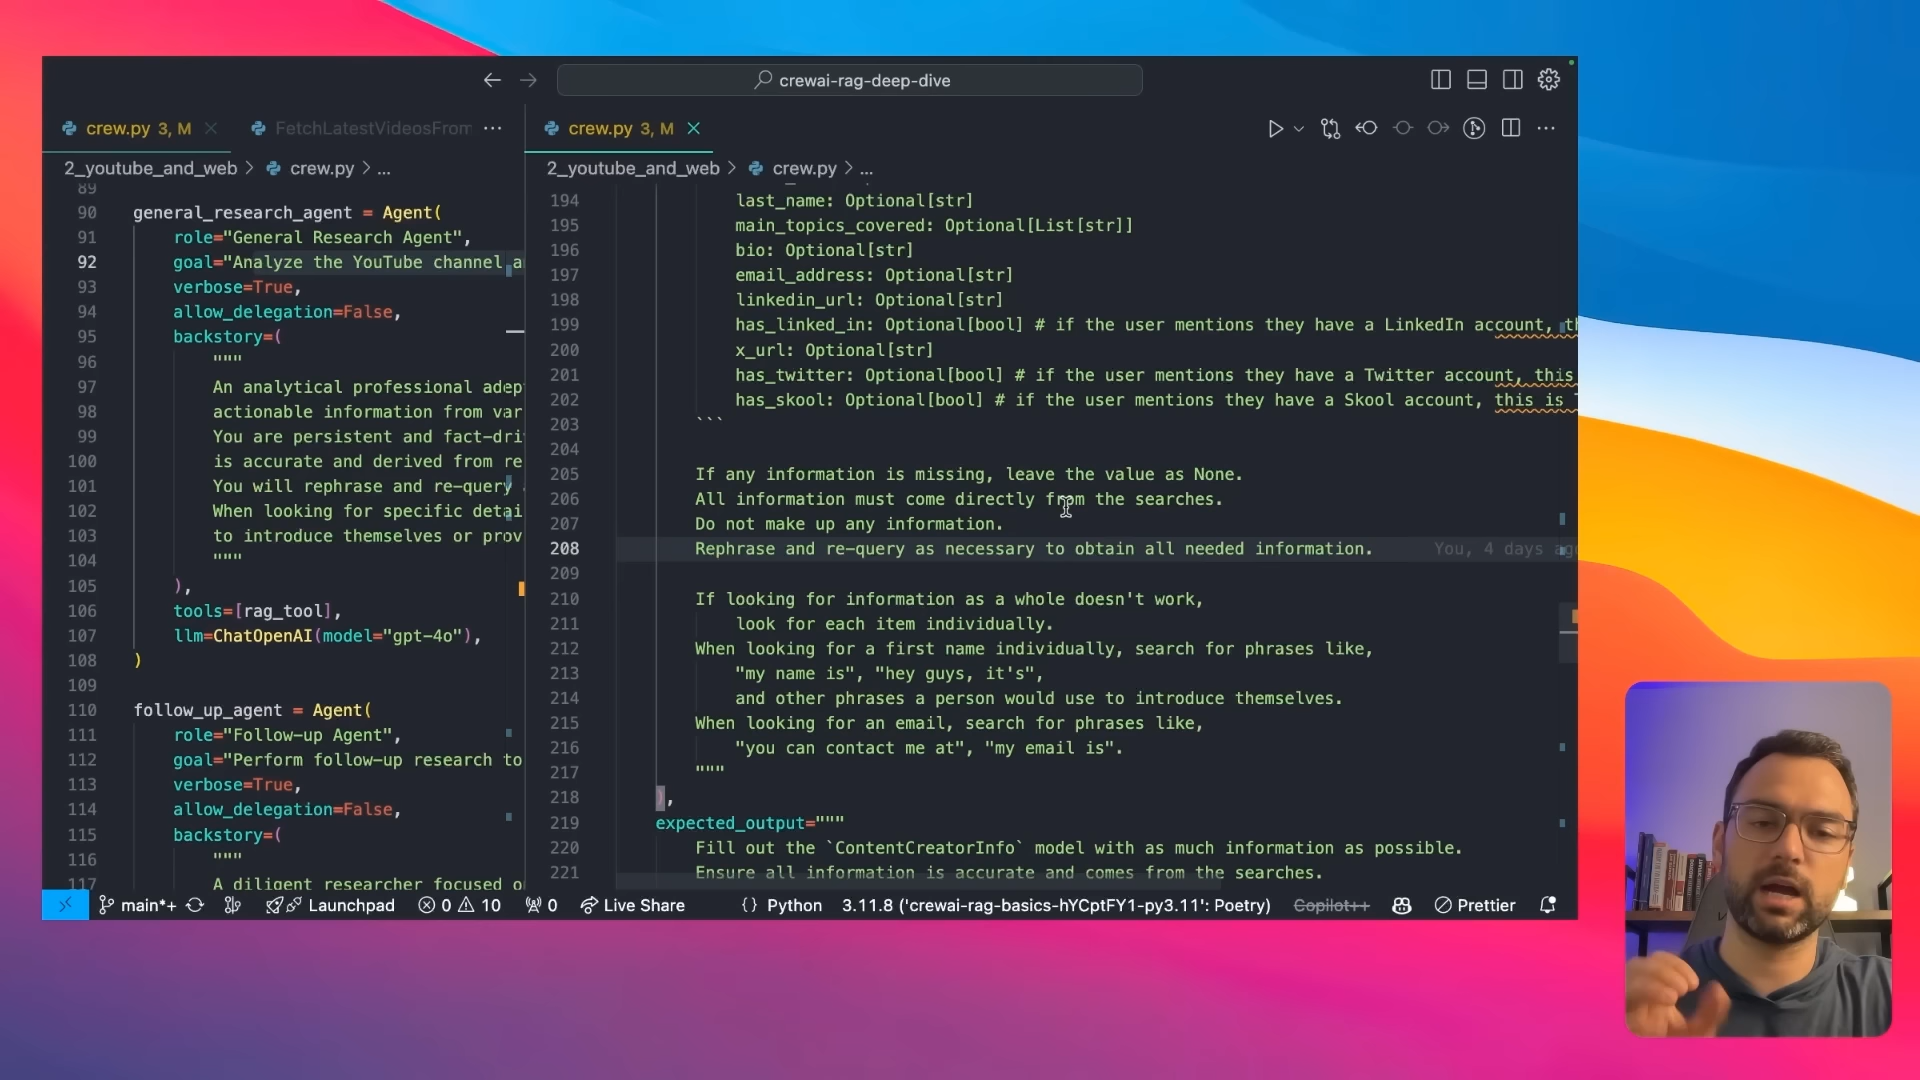 crewai-rag-deep-dive
crew.py 3, M
FetchLatestVideosFrom
2_youtube_and_web > crew.py > ...
89
90 general_research_agent = Agent(
91 role="General Research Agent",
92 goal="Analyze the YouTube channel a
93 verbose=True,
94 allow_delegation=False,
95 backstory=(
96 """
97 An analytical professional adep
98 actionable information from var
99 You are persistent and fact-dri
100 is accurate and derived from re
101 You will rephrase and re-query
102 When looking for specific detai
103 to introduce themselves or prov
104 """
105 ),
106 tools=[rag_tool],
107 llm=ChatOpenAI(model="gpt-4o"),
108 )
109
110 follow_up_agent = Agent(
111 role="Follow-up Agent",
112 goal="Perform follow-up research to
113 verbose=True,
114 allow_delegation=False,
115 backstory=(
116 """
117 A diligent researcher focused o
crew.py 3, M
2_youtube_and_web > crew.py > ...
194 last_name: Optional[str]
195 main_topics_covered: Optional[List[str]]
196 bio: Optional[str]
197 email_address: Optional[str]
198 linkedin_url: Optional[str]
199 has_linked_in: Optional[bool] # if the user mentions they have a LinkedIn account, th
200 x_url: Optional[str]
201 has_twitter: Optional[bool] # if the user mentions they have a Twitter account, this
202 has_skool: Optional[bool] # if the user mentions they have a Skool account, this is
203 ```
204
205 If any information is missing, leave the value as None.
206 All information must come directly from the searches.
207 Do not make up any information.
208 Rephrase and re-query as necessary to obtain all needed information. You, 4 days ago
209
210 If looking for information as a whole doesn't work,
211 look for each item individually.
212 When looking for a first name individually, search for phrases like,
213 "my name is", "hey guys, it's",
214 and other phrases a person would use to introduce themselves.
215 When looking for an email, search for phrases like,
216 "you can contact me at", "my email is".
217 """
218 ),
219 expected_output="""
220 Fill out the `ContentCreatorInfo` model with as much information as possible.
221 Ensure all information is accurate and comes from the searches.
main*+ Launchpad 0 10 0 Live Share {} Python 3.11.8 ('crewai-rag-basics-hYCptFY1-py3.11': Poetry) Copilot++ Prettier